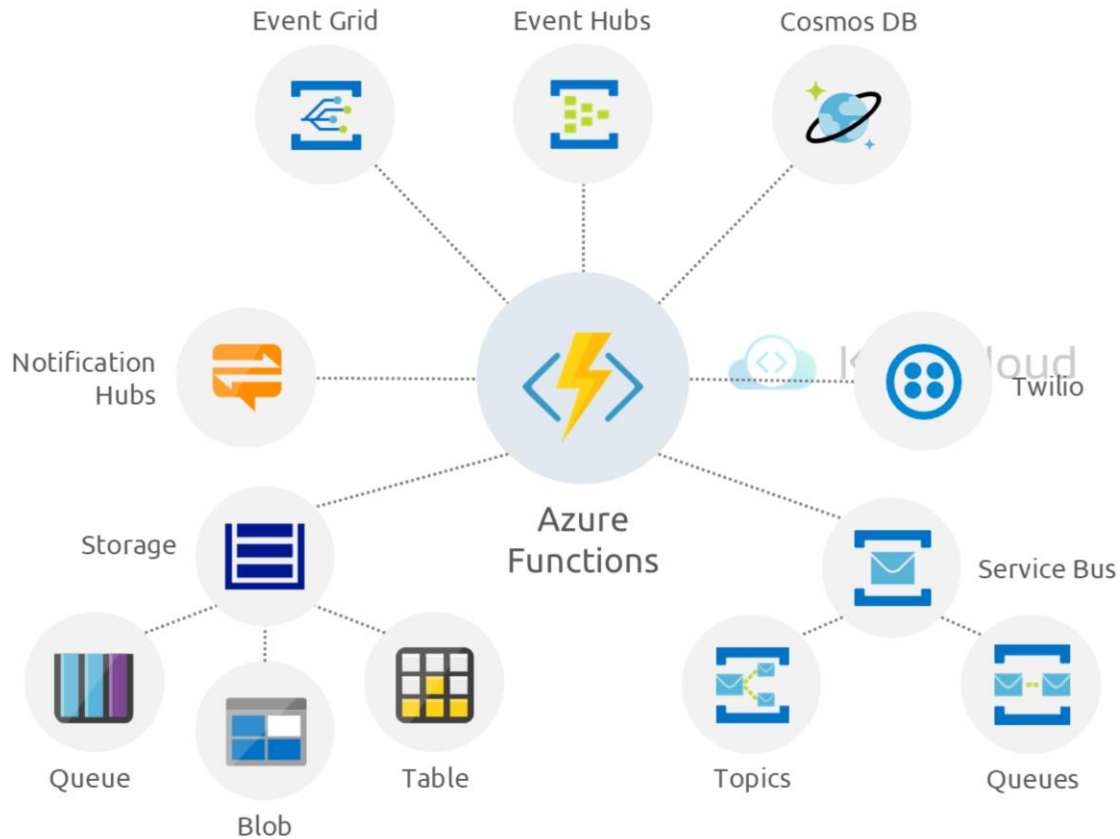 Event Grid
Event Hubs
Cosmos DB
Notification
Hubs
Twilio
Azure
Functions
Storage
Service Bus
Queue
Blob
Table
Topics
Queues